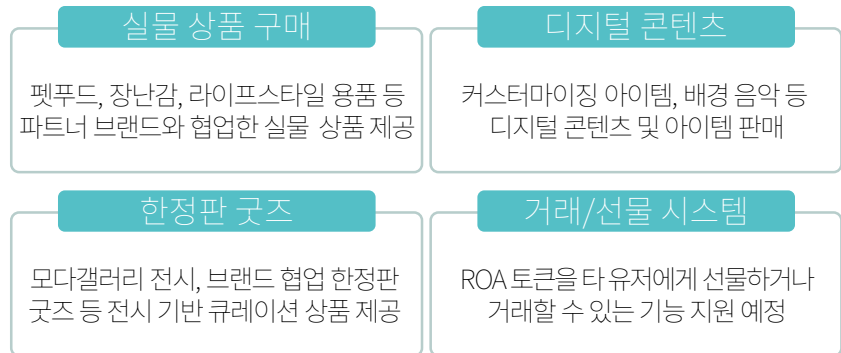 실물 상품 구매
펫푸드, 장난감, 라이프스타일 용품 등
파트너 브랜드와 협업한 실물 상품 제공
디지털 콘텐츠
커스터마이징 아이템, 배경 음악 등
디지털 콘텐츠 및 아이템 판매
한정판 굿즈
모다갤러리 전시, 브랜드 협업 한정판
굿즈 등 전시 기반 큐레이션 상품 제공
거래/선물 시스템
ROA 토큰을 타 유저에게 선물하거나
거래할 수 있는 기능 지원 예정